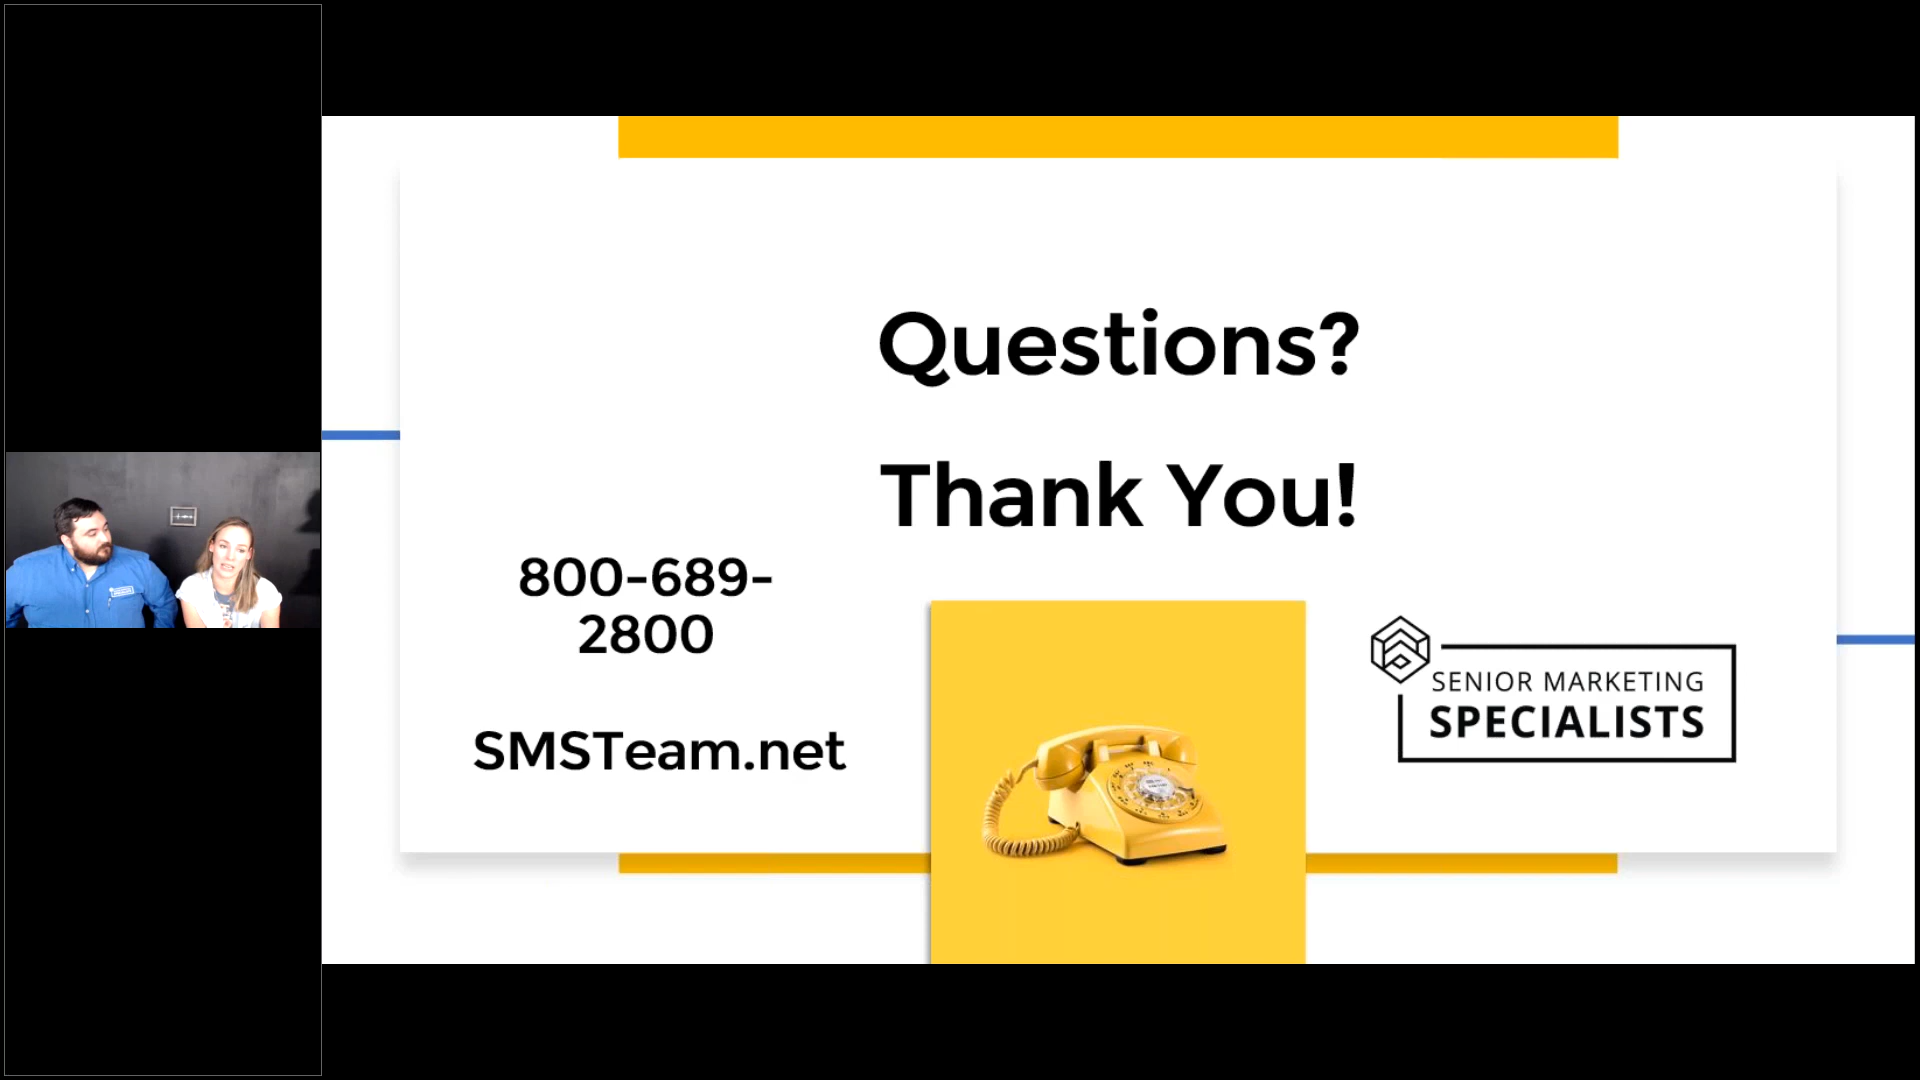 Questions?
Thank You!
800-689-
2800
SMSTeam.net
SENIOR MARKETING
SPECIALISTS